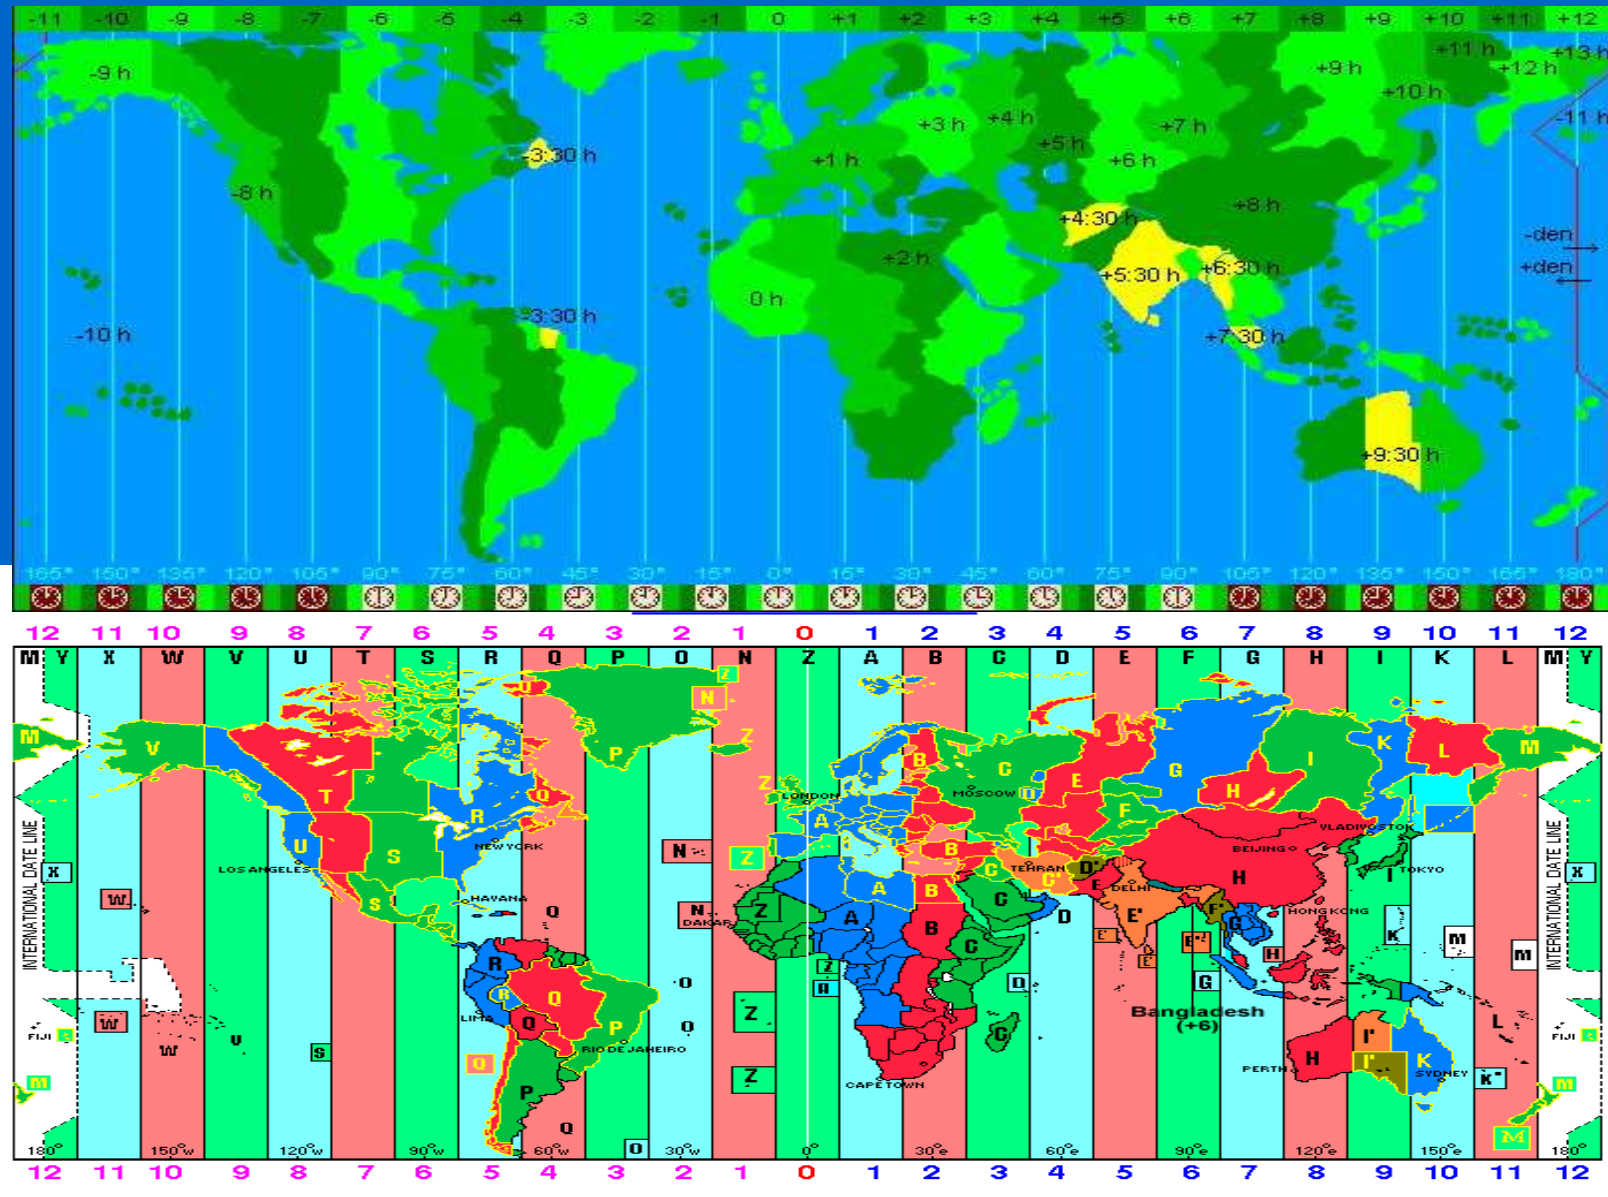 -11 -10 -9 -8 -7 -6 -5 -4 -3 -2 -1 0 +1 +2 +3 +4 +5 +6 +7 +8 +9 +10 +11 +12
+11 h +13 h
-9 h +9 h +12 h
+10 h
-11 h
+3 h +4 h +7 h
+5 h
-3:30 h +1 h +6 h
-8 h +8 h
+4:30 h
-den
+2 h +5:30 h +6:30 h +den
0 h
-3:30 h
-10 h +7:30 h
+9:30 h
165° 150° 135° 120° 105° 90° 75° 60° 45° 30° 15° 0° 15° 30° 45° 60° 75° 90° 105° 120° 135° 150° 165° 180°
12 11 10 9 8 7 6 5 4 3 2 1 0 1 2 3 4 5 6 7 8 9 10 11 12
M Y X W V U T S R Q P O N Z A B C D E F G H I K L M Y
Z
Q N
M V P Z B C K L M
I
E G
T Q Z C D H
LONDON MOSCOW
R A F VLADIVOSTOK
U NEW YORK B BEIJING
S N Z
LOS ANGELES TEHRAN D* TOKYO
X C C* E DELHI H I X
INTERNATIONAL DATE LINE INTERNATIONAL DATE LINE
W S HAVANA A B C
Q N Z A D E* F* HONG KONG
DAKAR B G
C E* K M
M
R Z H
Q O A D G
R
LIMA Bangladesh
(+6)
W Q P O Z L
FIJI W V S RIO DE JANEIRO C I* FIJI
Q H I* K
PERTH SYDNEY
M P Z CAPETOWN K* M
Q M
O
180° 150°w 120°w 90°w 60°w 30°w 0° 30°e 60°e 90°e 120°e 150°e 180°
12 11 10 9 8 7 6 5 4 3 2 1 0 1 2 3 4 5 6 7 8 9 10 11 12